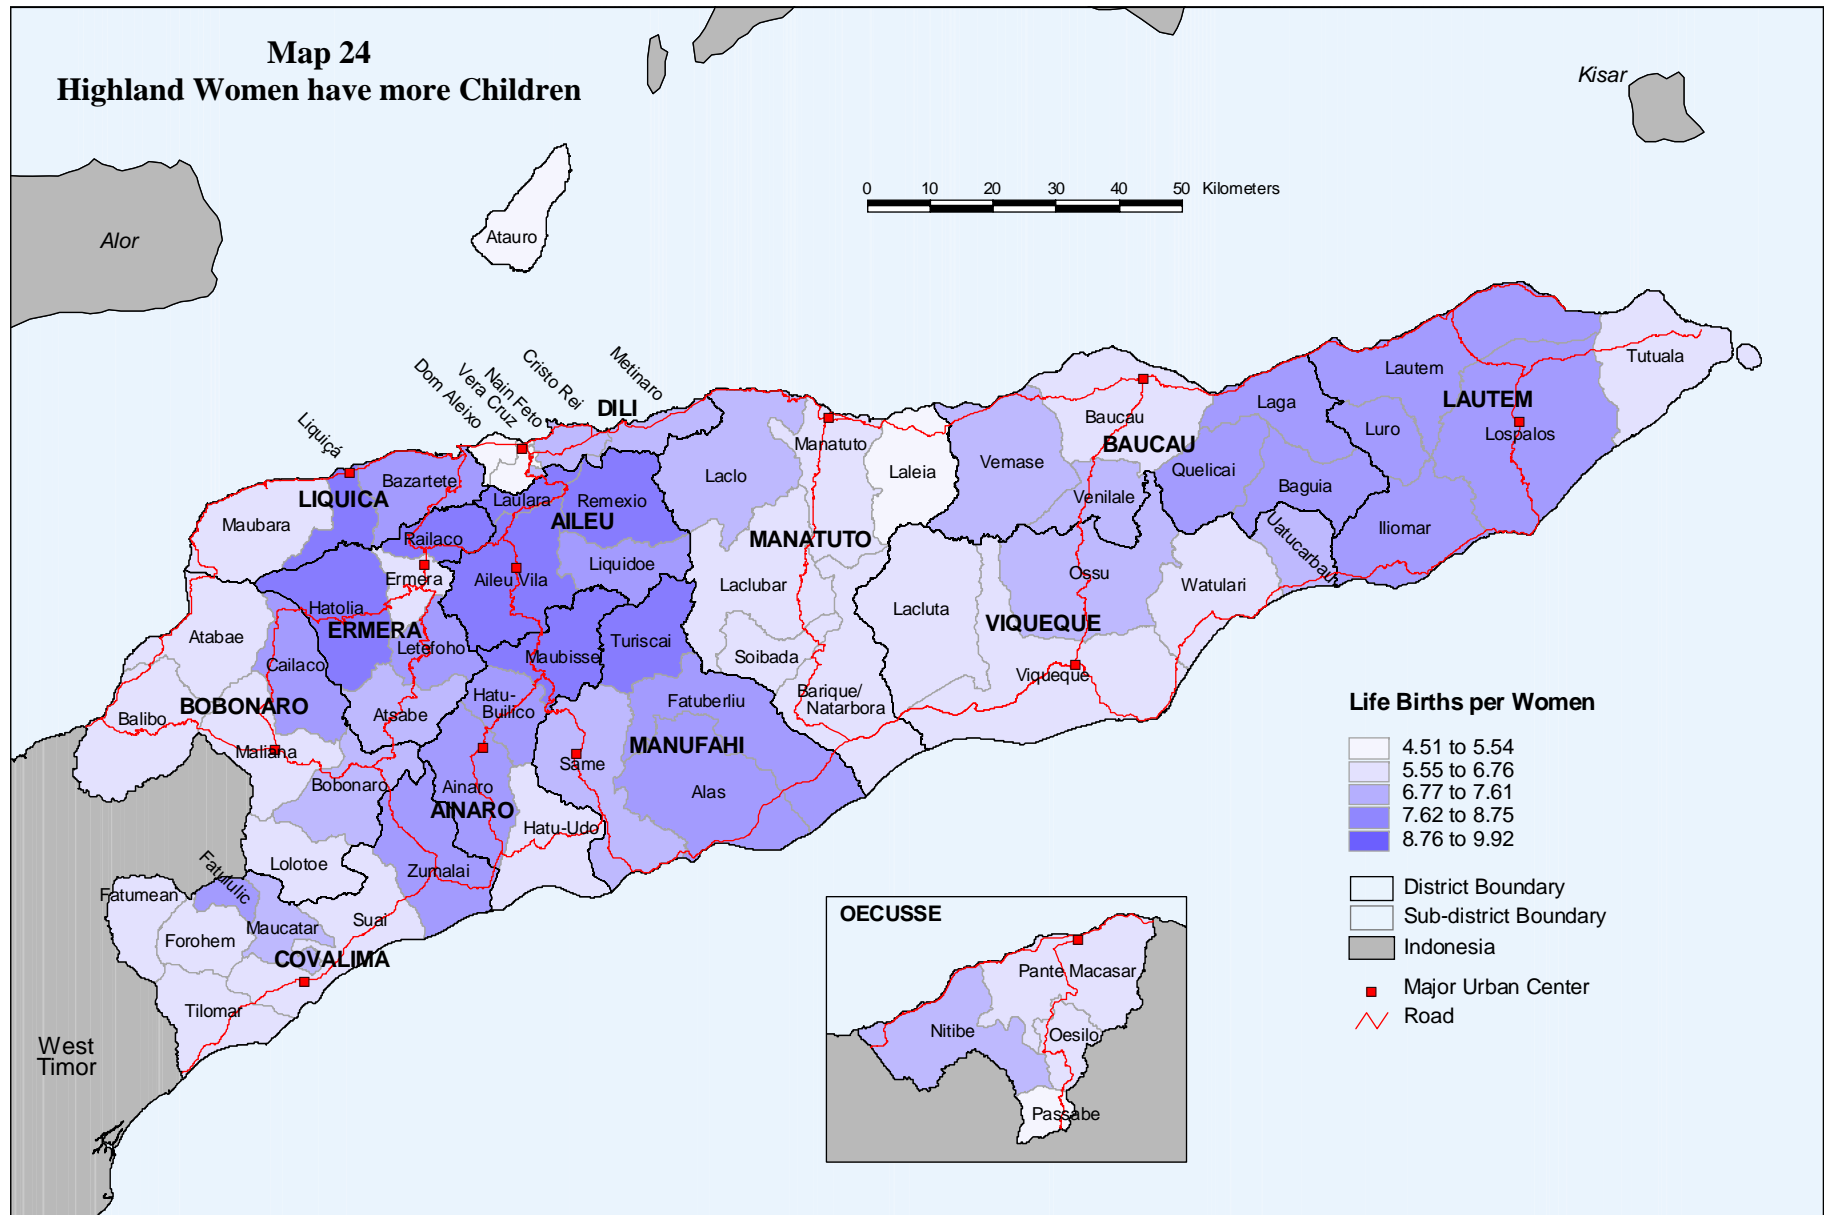 Map 24
Highland Women have more Children
Kisar
Alor
Atauro
0 10 20 30 40 50 Kilometers
Tutuala
Lautem
LAUTEM
Luro
Lospalos
Iliomar
Laga
Baucau
BAUCAU
Quelicai
Baguia
Vemase
Venilale
Uatucarbau
Metinaro
Cristo Rei
Nain Feto
Vera Cruz
Dom Aleixo
DILI
Liquiçá
LIQUICA
Bazartete
Maubara
Laulara
Remexio
AILEU
Liquidoe
Aileu Vila
Laclo
Manatuto
Laleia
MANATUTO
Laclubar
Soibada
Barique/
Natarbora
Lacluta
Ossu
VIQUEQUE
Viqueque
Watulari
Railaco
Ermera
Hatolia
ERMERA
Letefoho
Atsabe
Atabae
Cailaco
BOBONARO
Balibo
Maliana
Bobonaro
Lolotoe
Maubisse
Turiscai
Hatu-
Builico
Ainaro
AINARO
Hatu-Udo
Fatuberliu
MANUFAHI
Same
Alas
Zumalai
Fatumean
Fatululic
Forohem
Maucatar
Suai
COVALIMA
Tilomar
West
Timor
OECUSSE
Pante Macasar
Nitibe
Oesilo
Passabe
Life Births per Women
4.51 to 5.54
5.55 to 6.76
6.77 to 7.61
7.62 to 8.75
8.76 to 9.92
District Boundary
Sub-district Boundary
Indonesia
Major Urban Center
Road